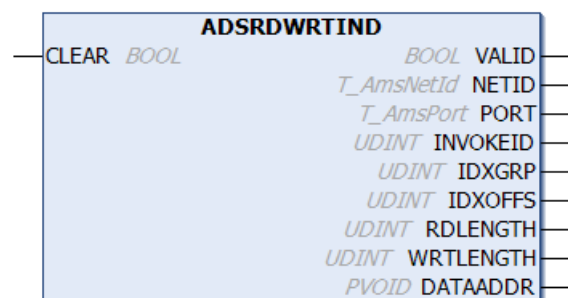 ADSRDWRTIND
CLEAR BOOL BOOL VALID
T_AmsNetId NETID
T_AmsPort PORT
UDINT INVOKEID
UDINT IDXGRP
UDINT IDXOFFS
UDINT RDLENGTH
UDINT WRTLENGTH
PVOID DATAADDR